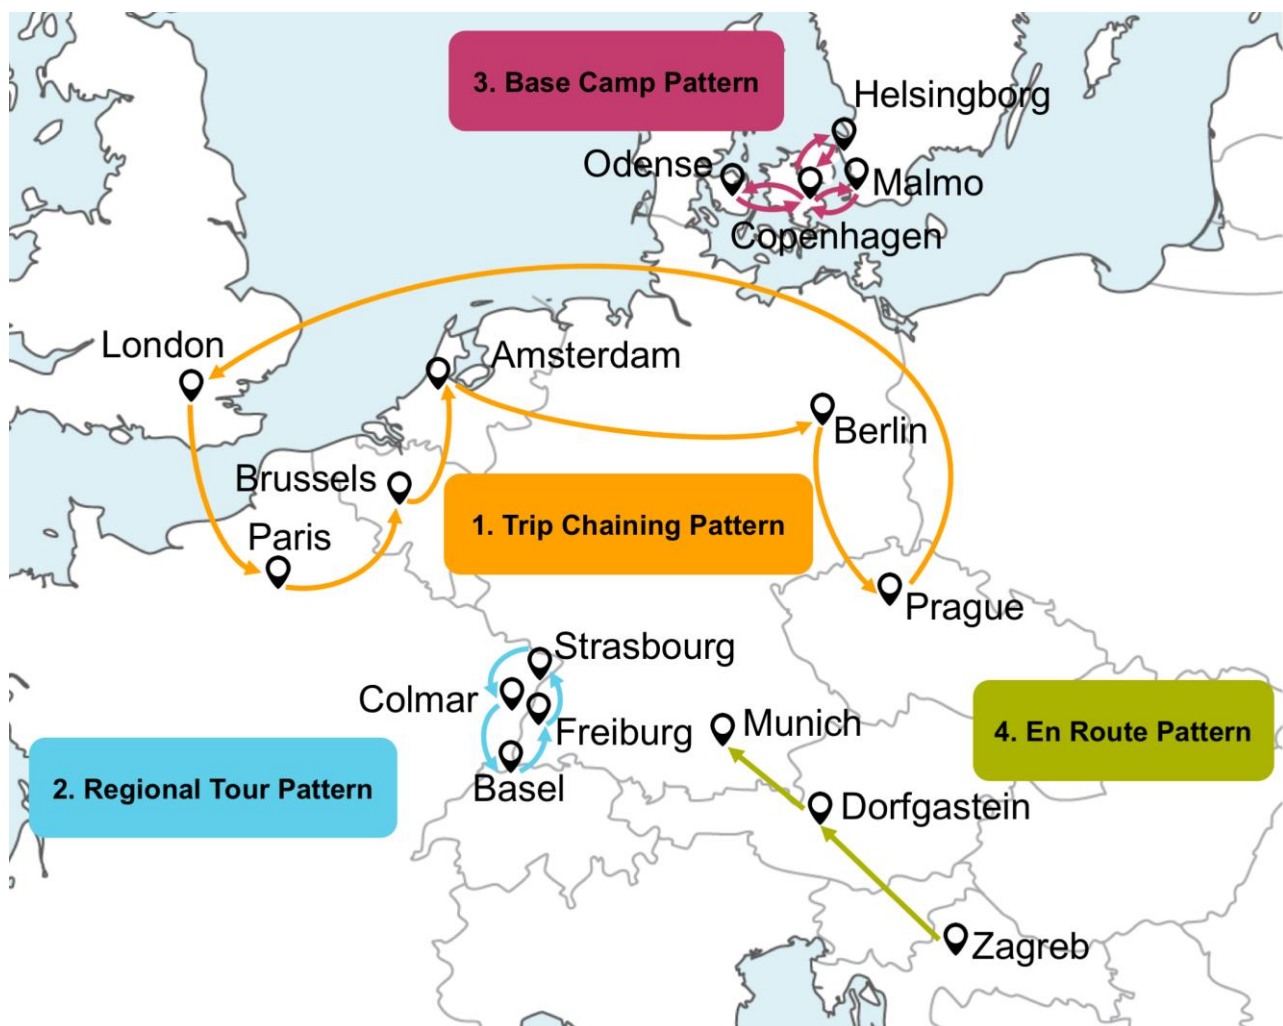 3. Base Camp Pattern
Helsingborg
Odense
Malmo
Copenhagen
London
Amsterdam
Berlin
Brussels
1. Trip Chaining Pattern
Paris
Prague
Strasbourg
Colmar
Freiburg
Munich
4. En Route Pattern
2. Regional Tour Pattern
Basel
Dorfgastein
Zagreb